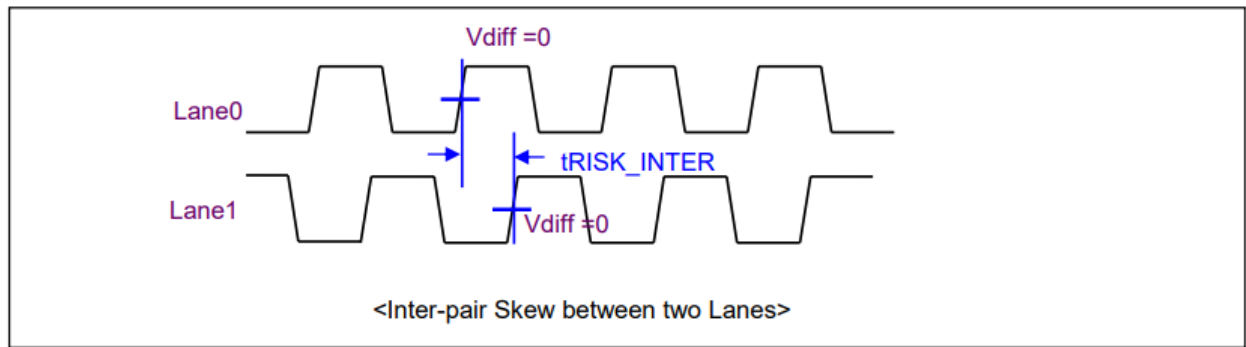 Vdiff =0
Lane0
tRISK_INTER
Lane1
Vdiff =0
<Inter-pair Skew between two Lanes>